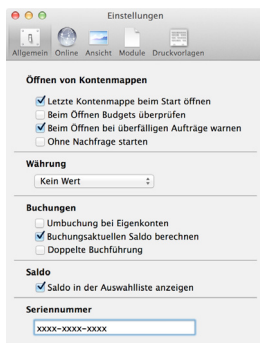 Einstellungen
Allgemein Online Ansicht Module Druckvorlagen
Öffnen von Kontenmappen
Letzte Kontenmappe beim Start öffnen
Beim Öffnen Budgets überprüfen
Beim Öffnen bei überfälligen Aufträge warnen
Ohne Nachfrage starten
Währung
Kein Wert
Buchungen
Umbuchung bei Eigenkonten
Buchungsaktuellen Saldo berechnen
Doppelte Buchführung
Saldo
Saldo in der Auswahlliste anzeigen
Seriennummer
xxxx-xxxx-xxxx